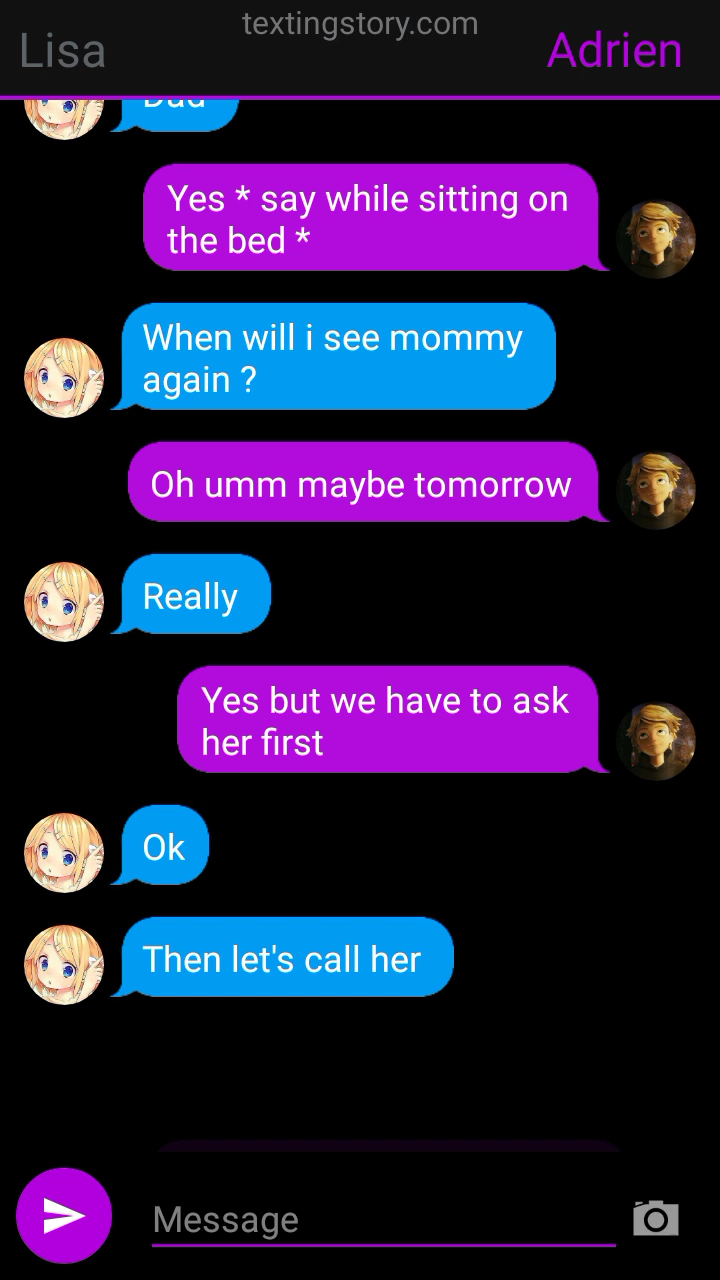 textingstory.com
Lisa
Adrien
Dad
Yes * say while sitting on
the bed *
When will i see mommy
again ?
Oh umm maybe tomorrow
Really
Yes but we have to ask
her first
Ok
Then let's call her
Message